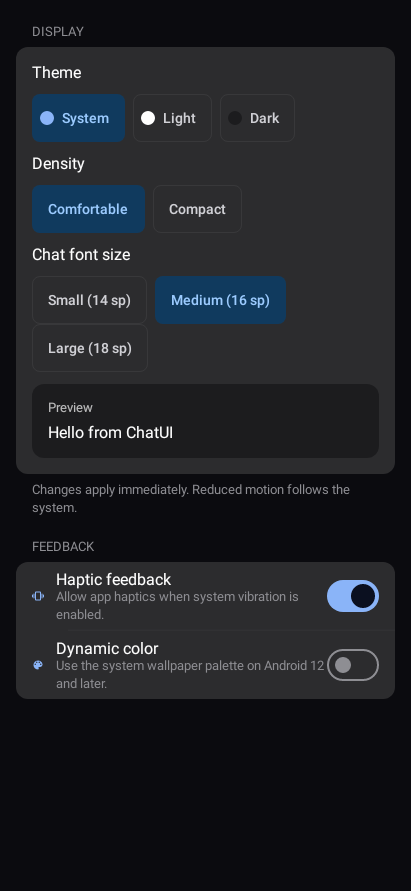 DISPLAY
Theme
System
Light
Dark
Density
Comfortable
Compact
Chat font size
Small (14 sp)
Medium (16 sp)
Large (18 sp)
Preview
Hello from ChatUI
Changes apply immediately. Reduced motion follows the
system.
FEEDBACK
Haptic feedback
Allow app haptics when system vibration is
enabled.
Dynamic color
Use the system wallpaper palette on Android 12
and later.